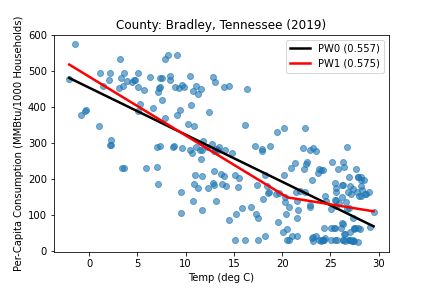 County: Bradley, Tennessee (2019)
PW0 (0.557)
PW1 (0.575)
Per-Capita Consumption (MMBtu/1000 Households)
600
500
400
300
200
100
0
0 5 10 15 20 25 30
Temp (deg C)